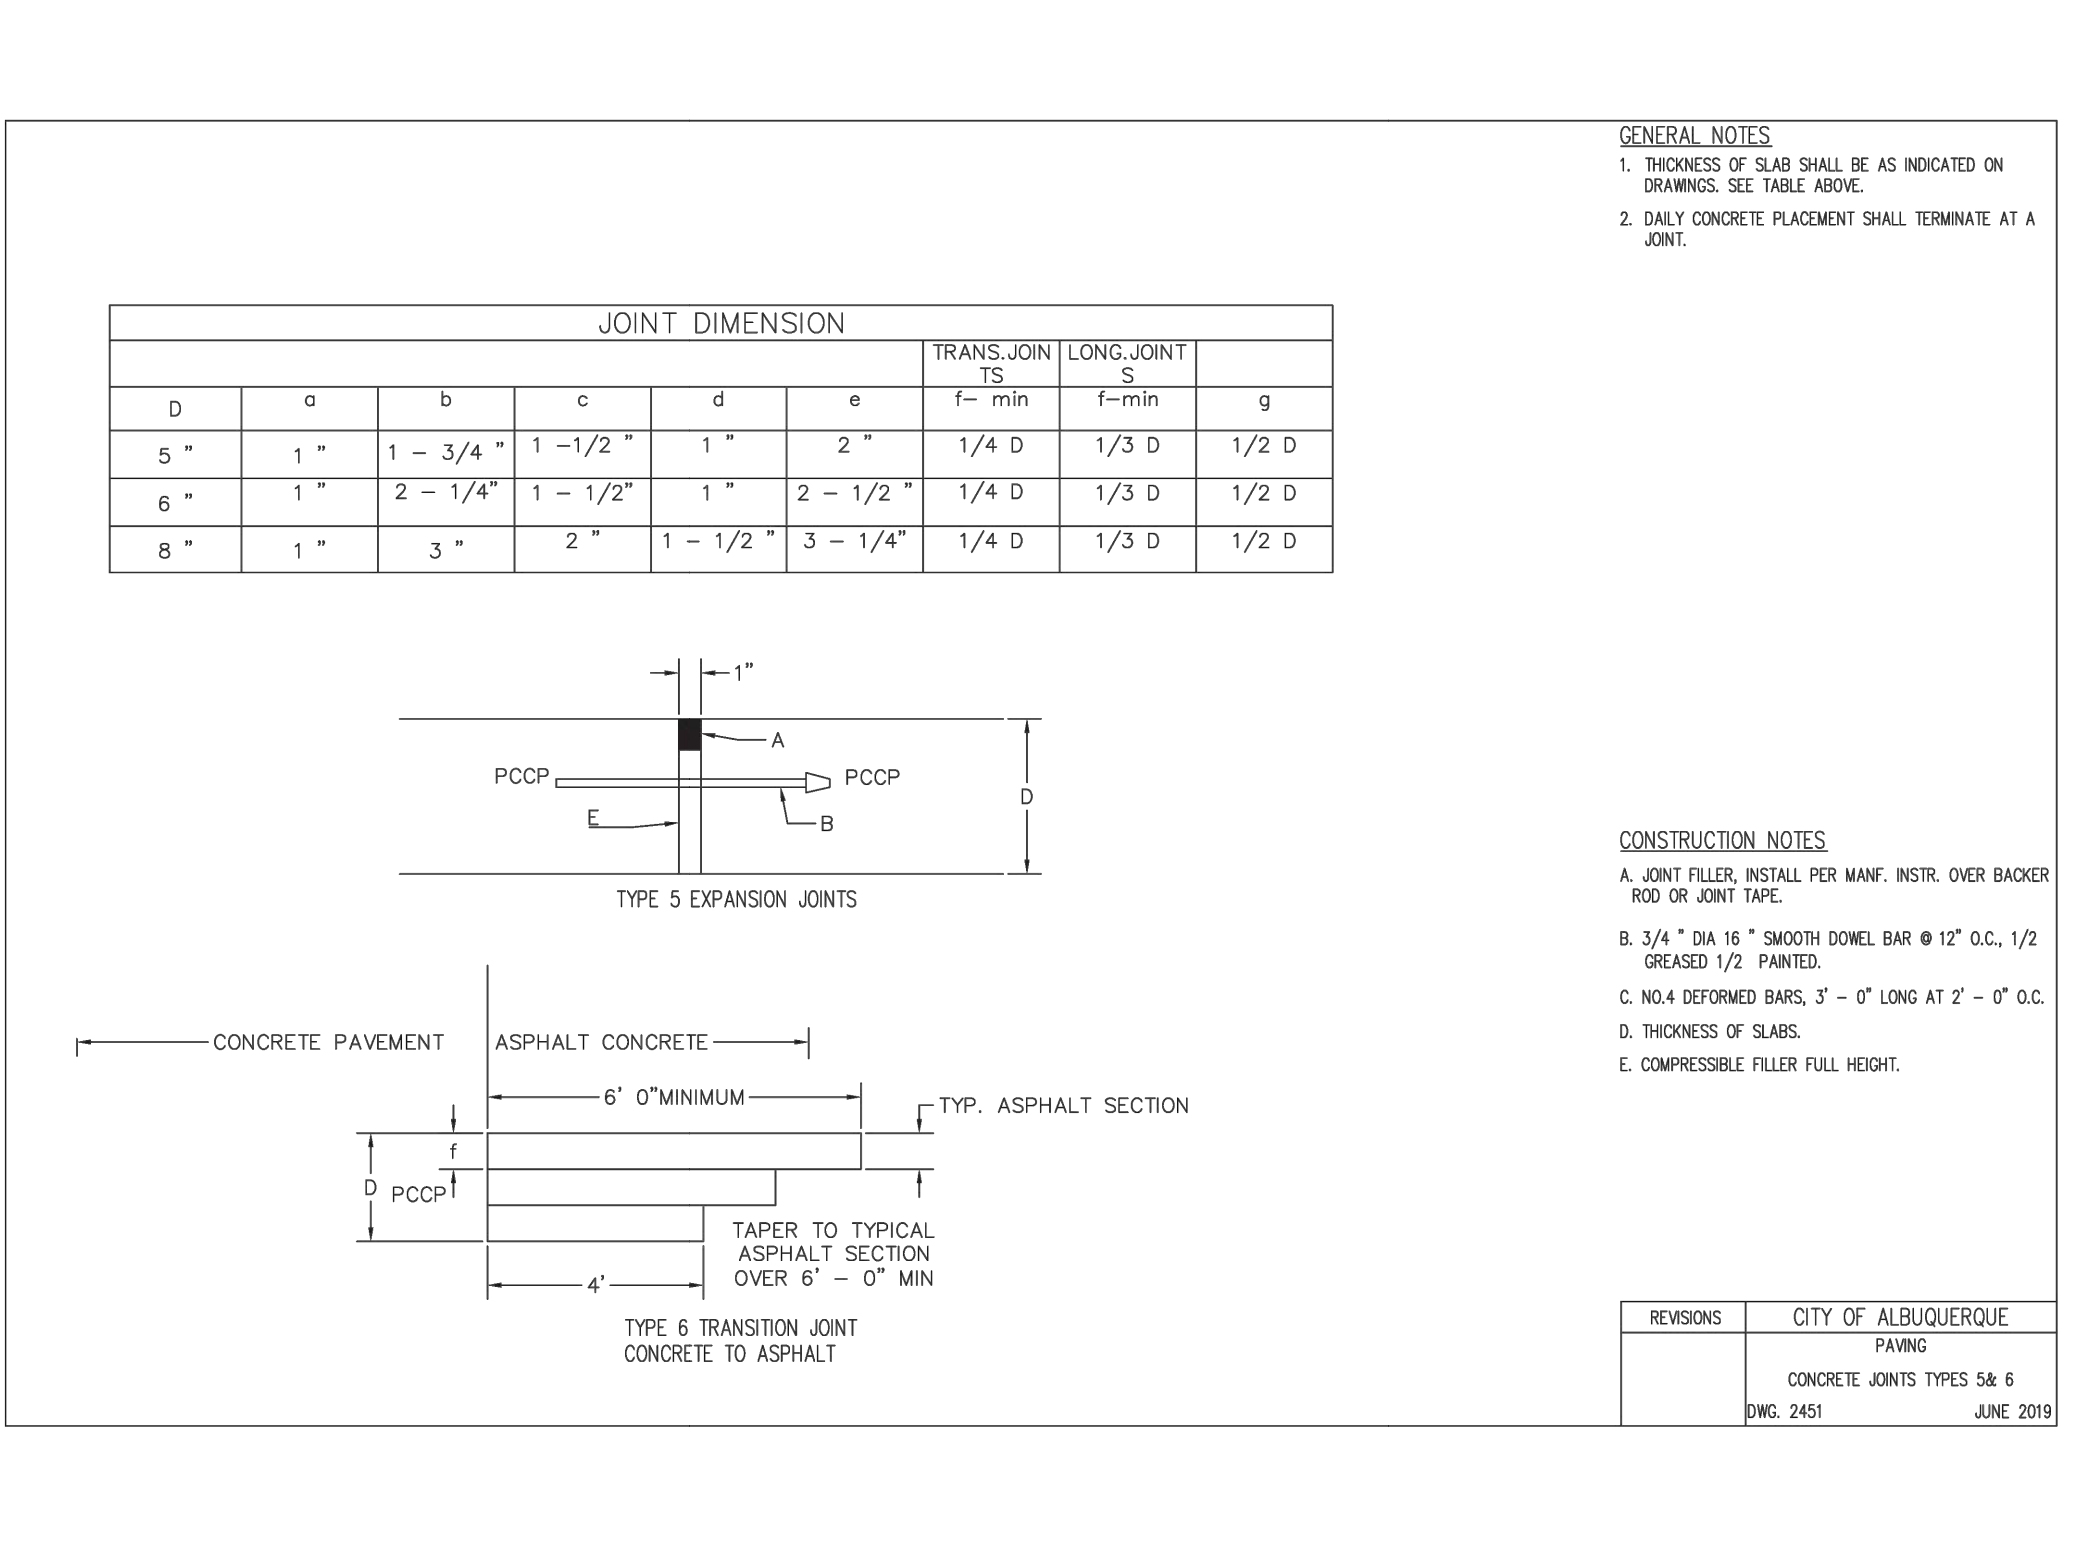 GENERAL NOTES
1. THICKNESS OF SLAB SHALL BE AS INDICATED ON
DRAWINGS. SEE TABLE ABOVE.
2. DAILY CONCRETE PLACEMENT SHALL TERMINATE AT A
JOINT.
JOINT DIMENSION
TRANS.JOIN LONG.JOINT
TS S
D a b c d e f– min f–min g
5 ” 1 ” 1 – 3/4 ” 1 –1/2 ” 1 ” 2 ” 1/4 D 1/3 D 1/2 D
6 ” 1 ” 2 – 1/4” 1 – 1/2” 1 ” 2 – 1/2 ” 1/4 D 1/3 D 1/2 D
8 ” 1 ” 3 ” 2 ” 1 – 1/2 ” 3 – 1/4” 1/4 D 1/3 D 1/2 D
1”
A
PCCP PCCP
D
E
B
TYPE 5 EXPANSION JOINTS
CONCRETE PAVEMENT ASPHALT CONCRETE
6’ 0”MINIMUM
TYP. ASPHALT SECTION
f
D PCCP
TAPER TO TYPICAL
ASPHALT SECTION
OVER 6’ – 0” MIN
4’
TYPE 6 TRANSITION JOINT
CONCRETE TO ASPHALT
CONSTRUCTION NOTES
A. JOINT FILLER, INSTALL PER MANF. INSTR. OVER BACKER
ROD OR JOINT TAPE.
B. 3/4 ” DIA 16 ” SMOOTH DOWEL BAR @ 12” O.C., 1/2
GREASED 1/2 PAINTED.
C. NO.4 DEFORMED BARS, 3’ – 0” LONG AT 2’ – 0” O.C.
D. THICKNESS OF SLABS.
E. COMPRESSIBLE FILLER FULL HEIGHT.
REVISIONS CITY OF ALBUQUERQUE
PAVING
CONCRETE JOINTS TYPES 5& 6
DWG. 2451 JUNE 2019